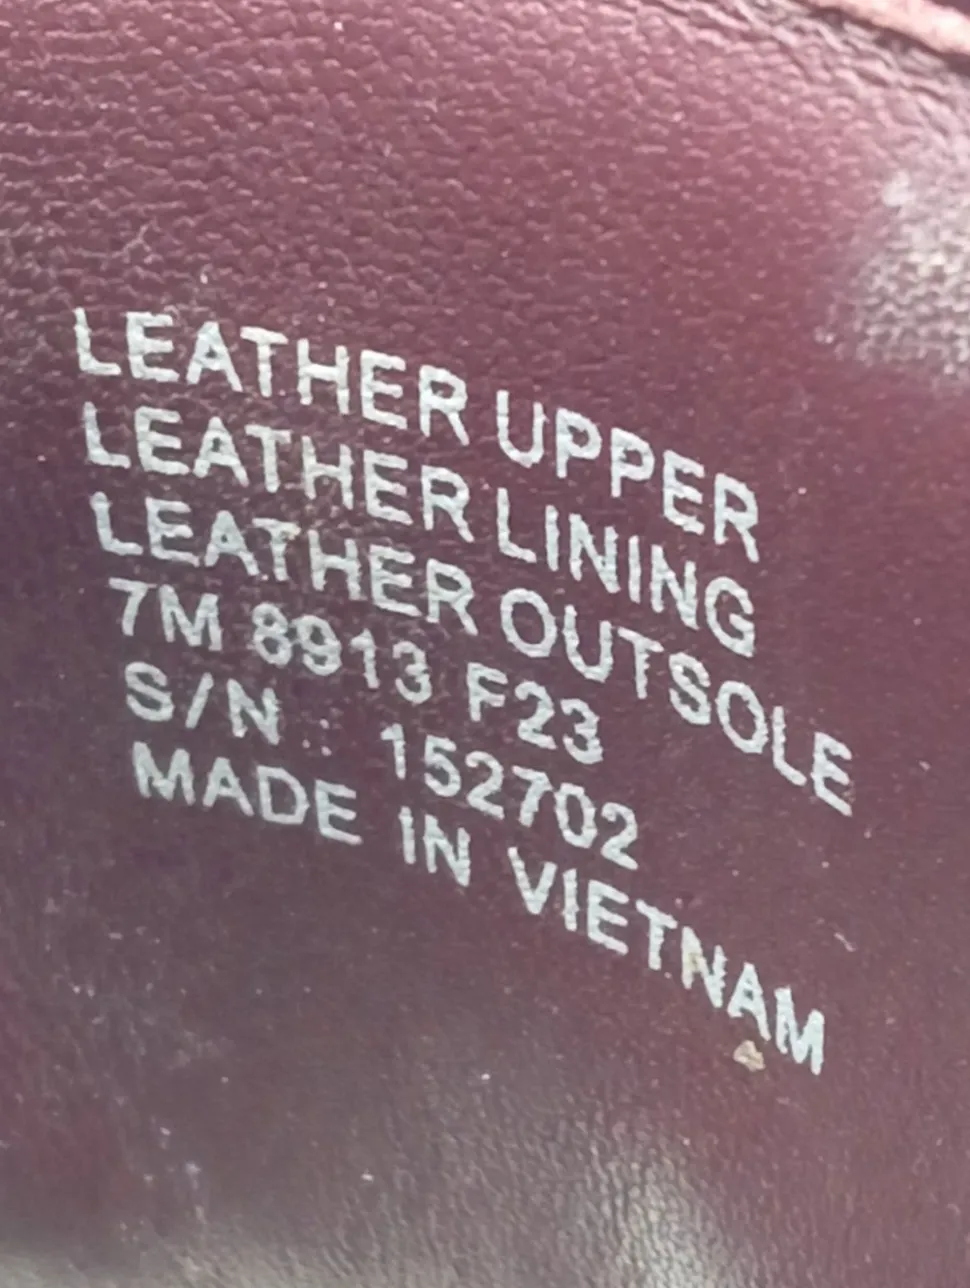 LEATHER UPPER
LEATHER LINING
LEATHER OUTSOLE
7M 8913 F23
S/N : 152702
MADE IN VIETNAM